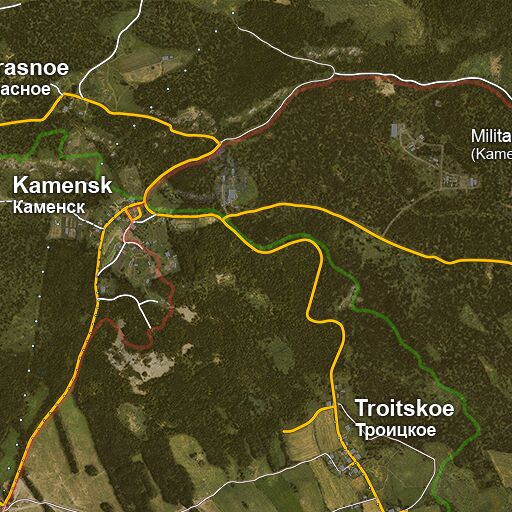 rasnoe
асное
Milita
(Kame
Kamensk
Каменск
Troitskoe
Троицкое